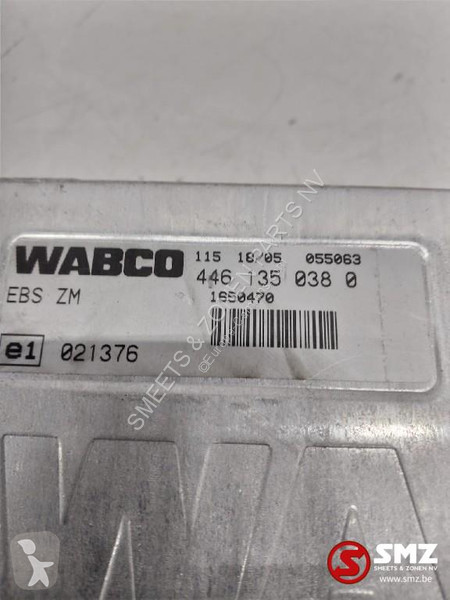 WABCO
115 18/05 055063
446 135 038 0
1650470
EBS ZM
e1 021376
WA
SMEETS & ZONEN PARTS NV
SMZ
SMEETS & ZONEN NV
www.smz.be